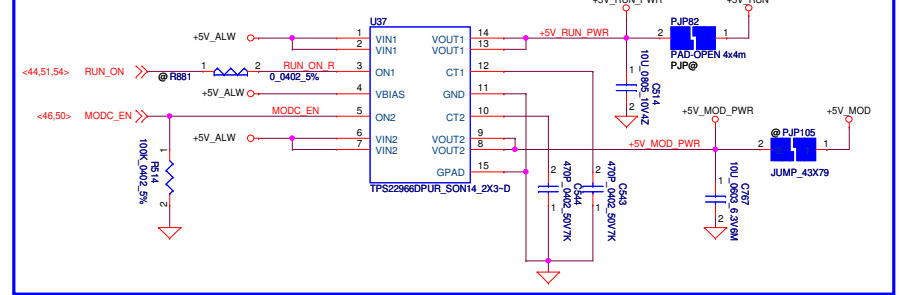 +5V_RUN_PWR
+5V_RUN
U37
PJP82
+5V_ALW
1
VIN1
VOUT1
14
+5V_RUN_PWR
2
1
2
VIN1
VOUT1
13
PAD-OPEN 4x4m
<44,51,54>
RUN_ON
1
2
RUN_ON_R
3
ON1
CT1
12
PJP@
@ R881
0_0402_5%
+5V_ALW
4
VBIAS
GND
11
10U_0805_10V4Z
C514
2
1
<46,50>
MODC_EN
MODC_EN
5
ON2
CT2
10
+5V_MOD_PWR
+5V_MOD
+5V_ALW
6
VIN2
VOUT2
9
@ PJP105
7
VIN2
VOUT2
8
+5V_MOD_PWR
2
1
100K_0402_5%
R514
1
2
GPAD
15
JUMP_43X79
TPS22966DPUR_SON14_2X3~D
470P_0402_50V7K
C544
2
1
470P_0402_50V7K
C543
2
1
10U_0603_6.3V6M
C767
2
1